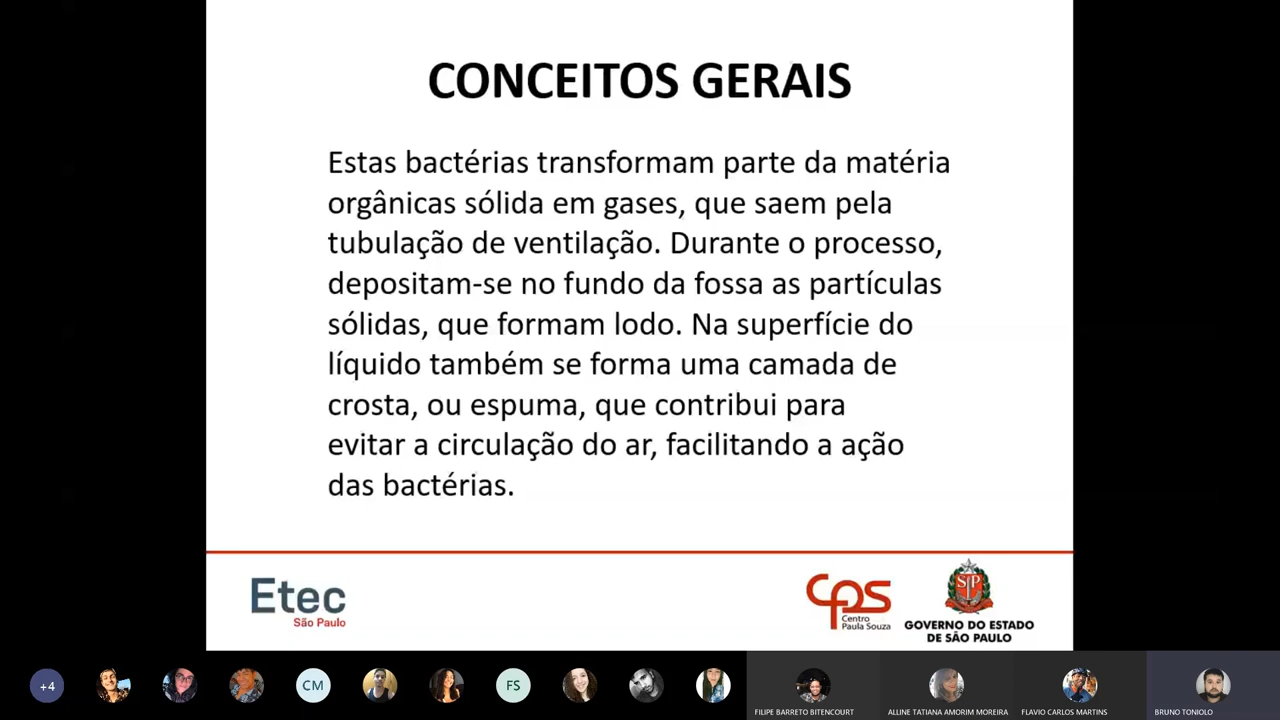 CONCEITOS GERAIS
Estas bactérias transformam parte da matéria
orgânicas sólida em gases, que saem pela
tubulação de ventilação. Durante o processo,
depositam-se no fundo da fossa as partículas
sólidas, que formam lodo. Na superfície do
líquido também se forma uma camada de
crosta, ou espuma, que contribui para
evitar a circulação do ar, facilitando a ação
das bactérias.
Etec
São Paulo
CPS
Centro
Paula Souza
SP
GOVERNO DO ESTADO
DE SÃO PAULO
+4
CM
FS
FILIPE BARRETO BITENCOURT
ALLINE TATIANA AMORIM MOREIRA
FLAVIO CARLOS MARTINS
BRUNO TONIOLO